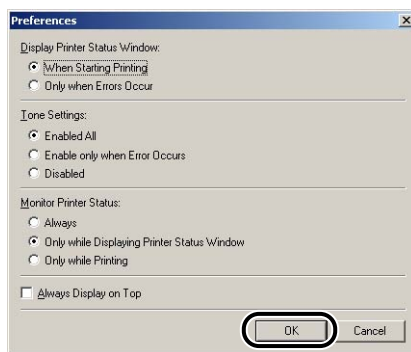 Preferences
Display Printer Status Window:
When Starting Printing
Only when Errors Occur
Tone Settings:
Enabled All
Enable only when Error Occurs
Disabled
Monitor Printer Status:
Always
Only while Displaying Printer Status Window
Only while Printing
Always Display on Top
OK Cancel